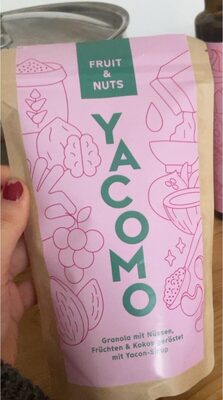 FRUIT
&
NUTS
YACOMO
Granola mit Nüssen,
Früchten & Kokos geröstet
mit Yacon-Sirup